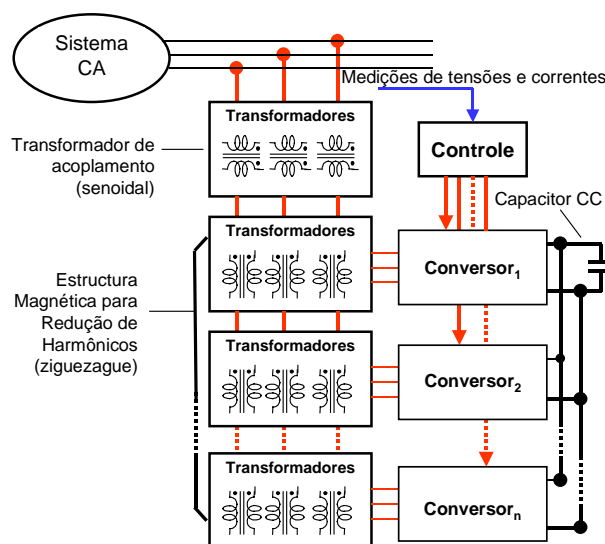 Sistema
CA
Medições de tensões e correntes
Transformadores
Transformador de
acoplamento
(senoidal)
Controle
Capacitor CC
Transformadores
Conversor1
Estructura
Magnética para
Redução de
Harmônicos
(ziguezague)
Transformadores
Conversor2
Transformadores
Conversorn